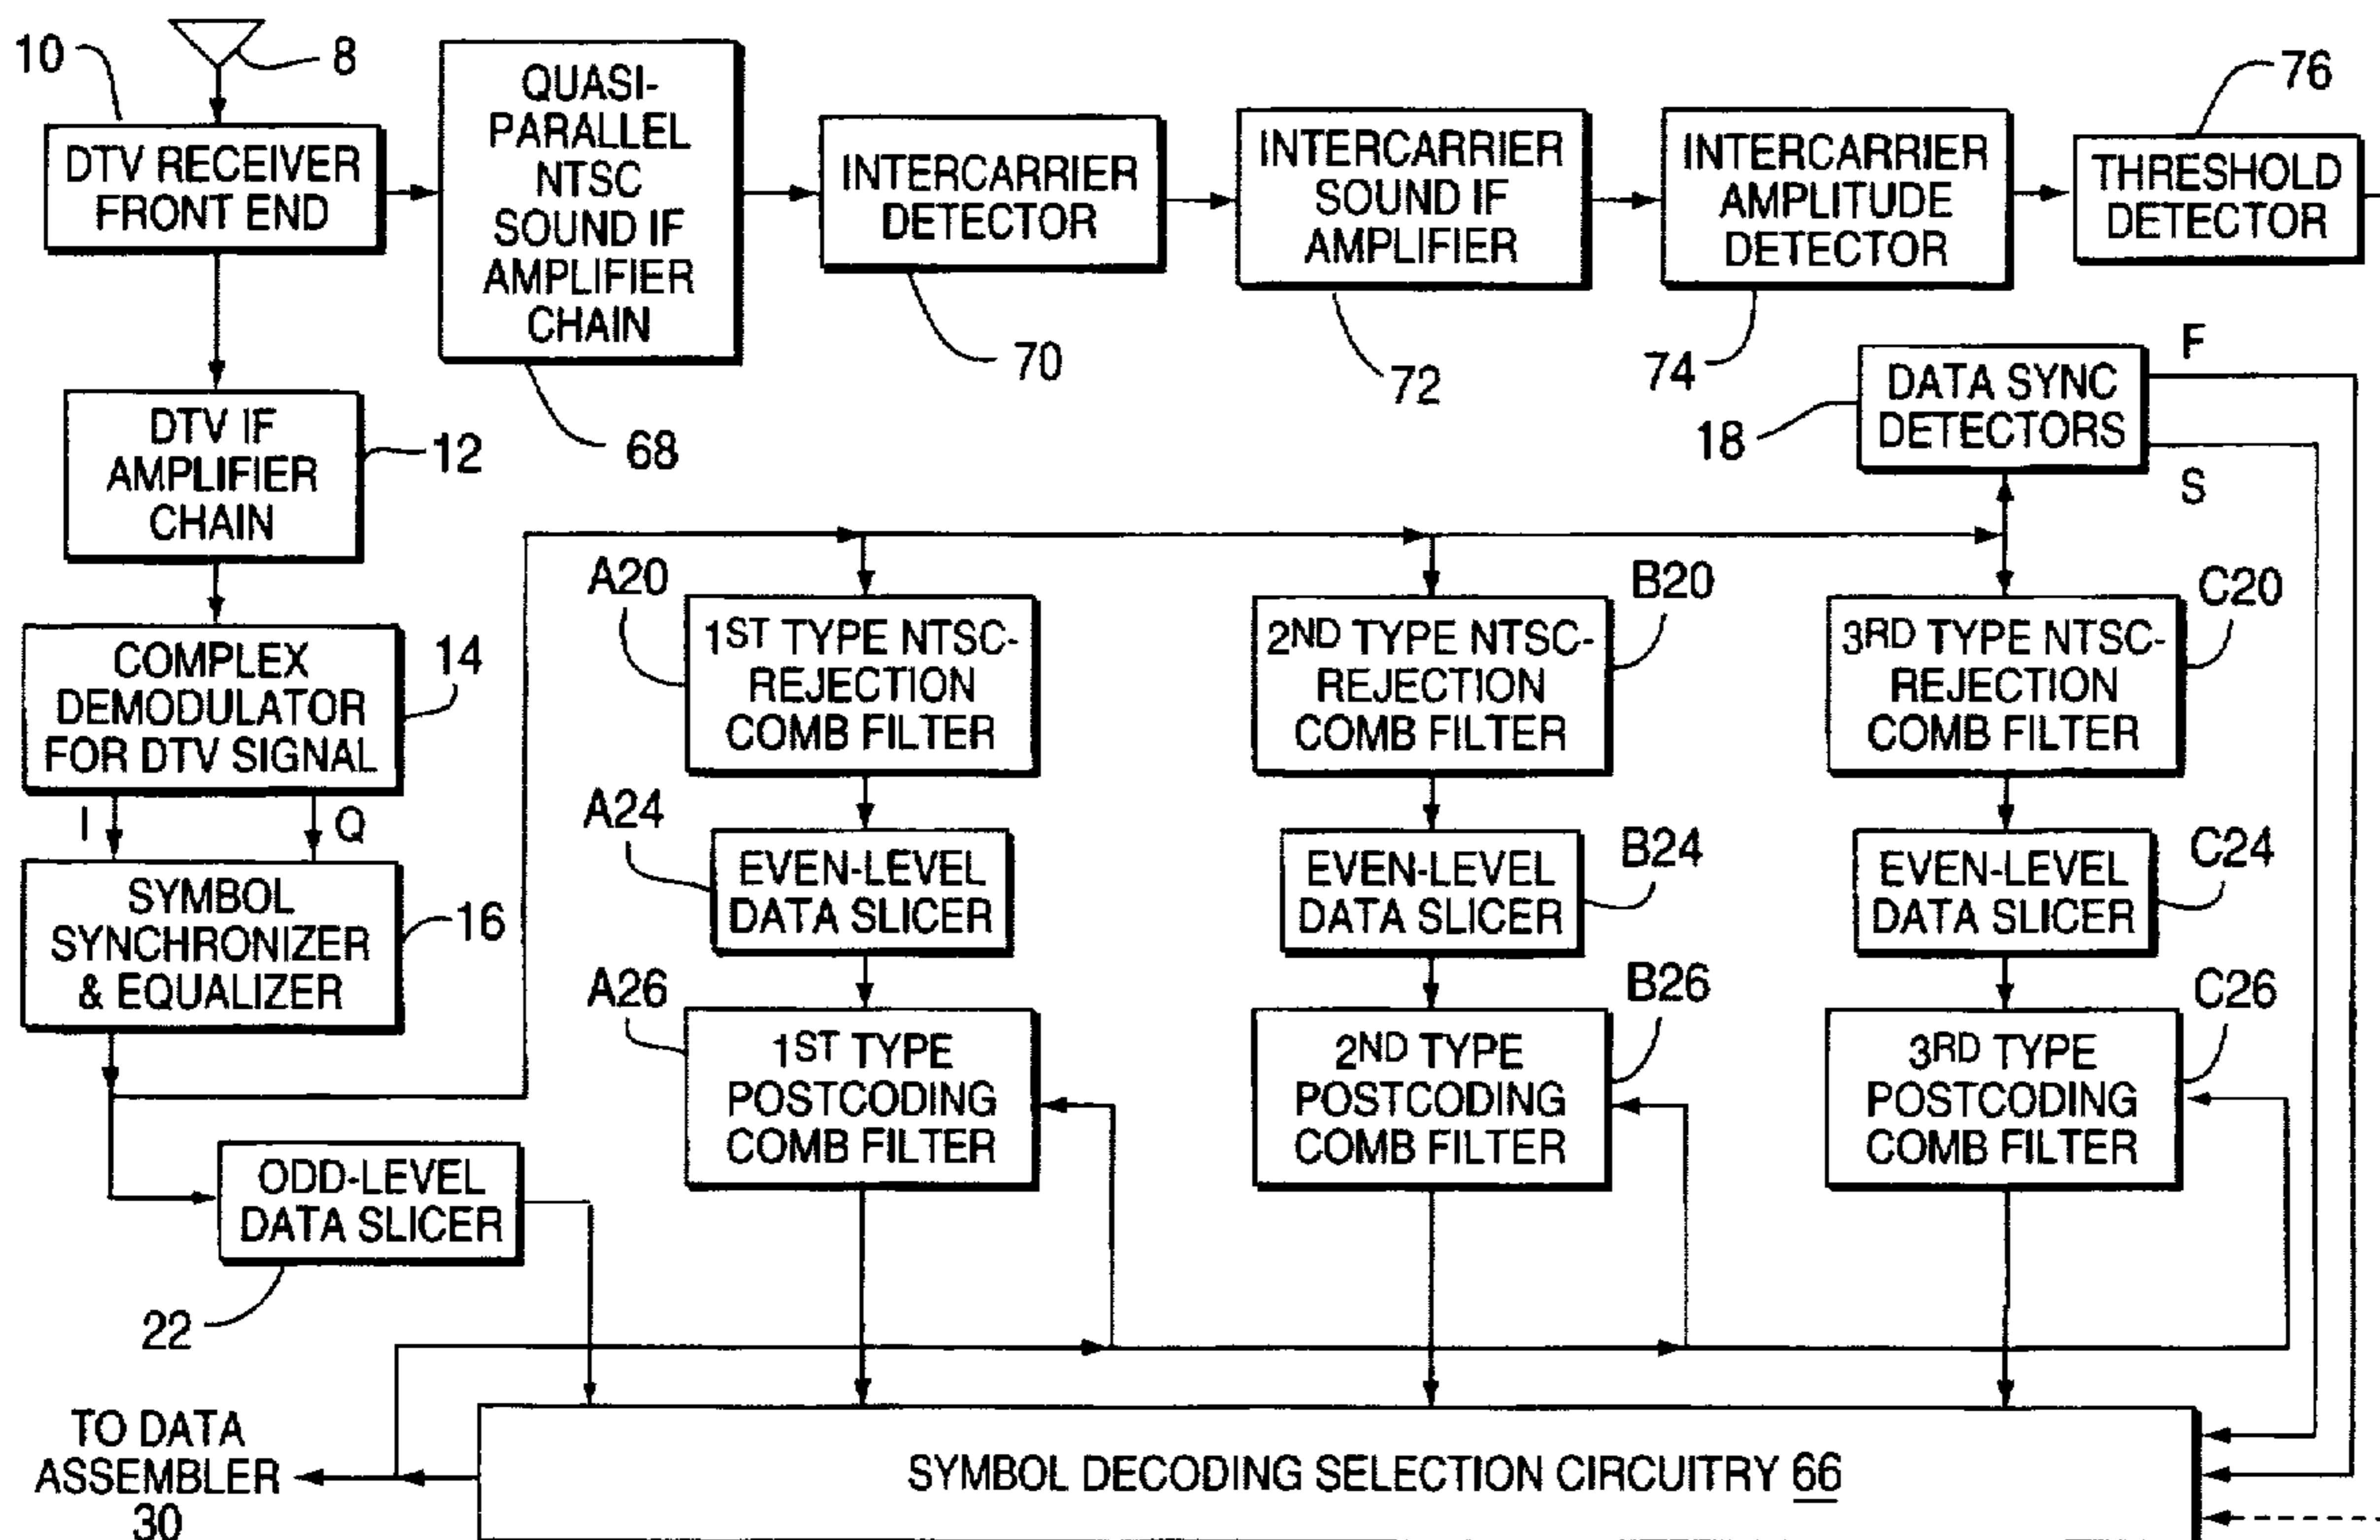 10
8
DTV RECEIVER
FRONT END
QUASI-
PARALLEL
NTSC
SOUND IF
AMPLIFIER
CHAIN
68
INTERCARRIER
DETECTOR
70
INTERCARRIER
SOUND IF
AMPLIFIER
72
INTERCARRIER
AMPLITUDE
DETECTOR
74
76
THRESHOLD
DETECTOR
DATA SYNC
DETECTORS
18
F
S
DTV IF
AMPLIFIER
CHAIN
12
COMPLEX
DEMODULATOR
FOR DTV SIGNAL
14
I
Q
SYMBOL
SYNCHRONIZER
& EQUALIZER
16
ODD-LEVEL
DATA SLICER
22
A20
1ST TYPE NTSC-
REJECTION
COMB FILTER
A24
EVEN-LEVEL
DATA SLICER
A26
1ST TYPE
POSTCODING
COMB FILTER
B20
2ND TYPE NTSC-
REJECTION
COMB FILTER
B24
EVEN-LEVEL
DATA SLICER
B26
2ND TYPE
POSTCODING
COMB FILTER
C20
3RD TYPE NTSC-
REJECTION
COMB FILTER
C24
EVEN-LEVEL
DATA SLICER
C26
3RD TYPE
POSTCODING
COMB FILTER
TO DATA
ASSEMBLER
30
SYMBOL DECODING SELECTION CIRCUITRY 66